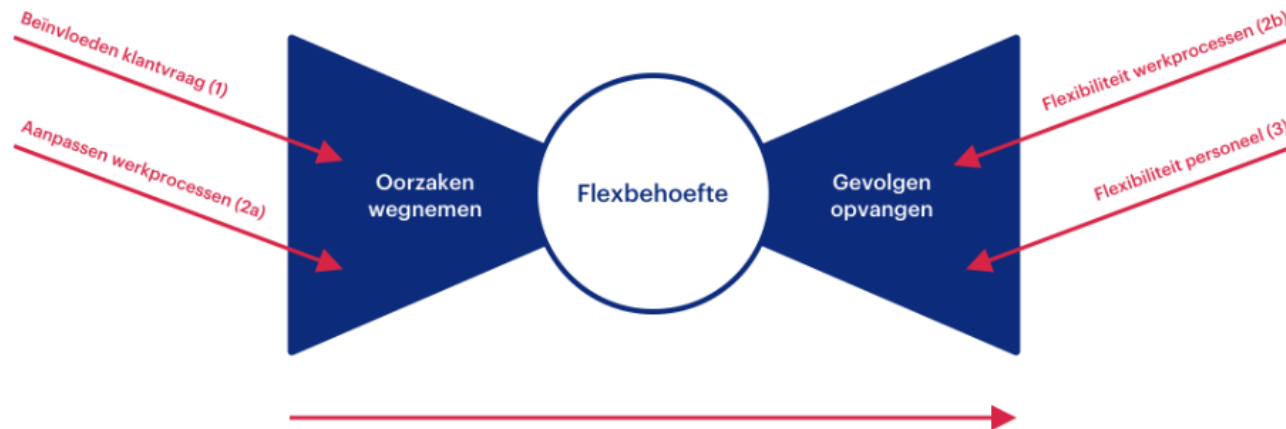 Beïnvloeden klantvraag (1)
Aanpassen werkprocessen (2a)
Oorzaken
wegnemen
Flexbehoefte
Gevolgen
opvangen
Flexibiliteit werkprocessen (2b)
Flexibiliteit personeel (3)